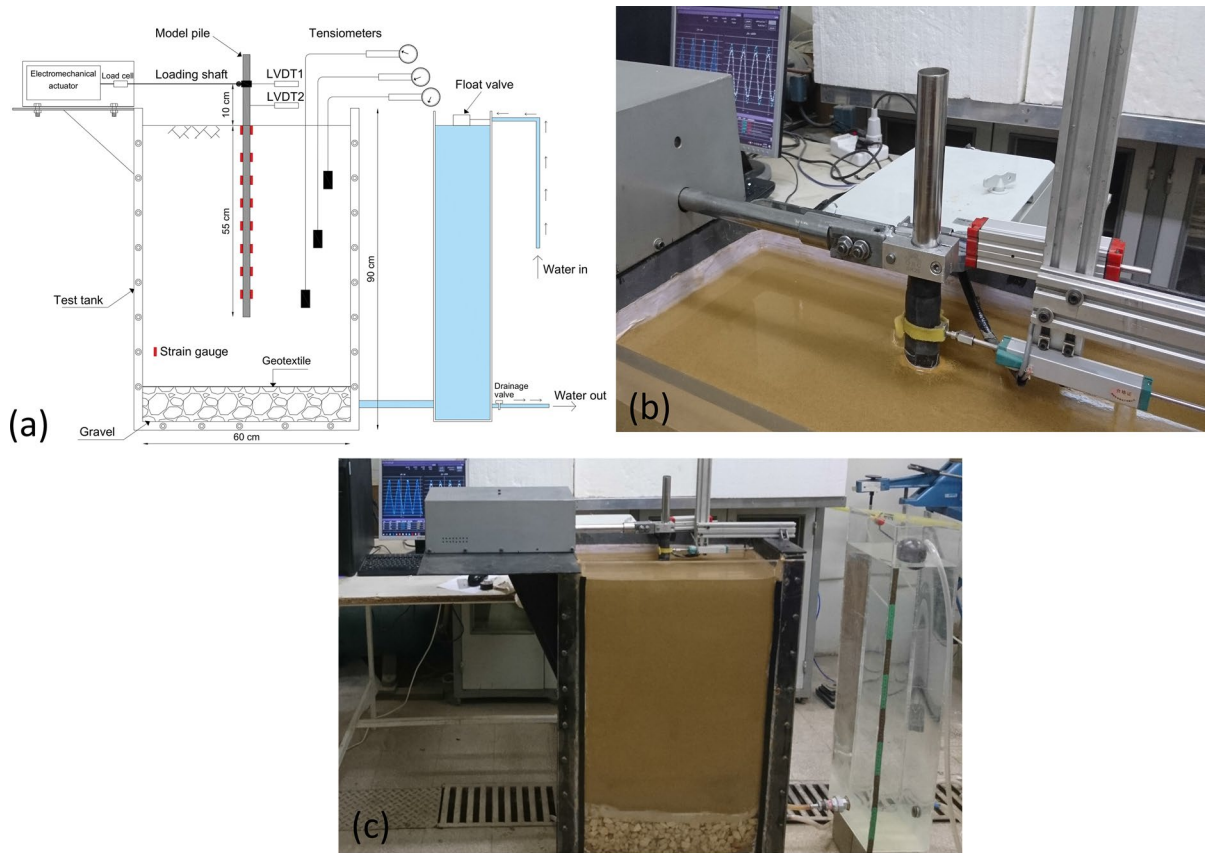 Model pile
Tensiometers
Electromechanical
actuator
Load cell
Loading shaft
LVDT1
LVDT2
10 cm
Float valve
55 cm
90 cm
Water in
Test tank
Strain gauge
Geotextile
Drainage
valve
Water out
Gravel
60 cm
(a)
(b)
(c)